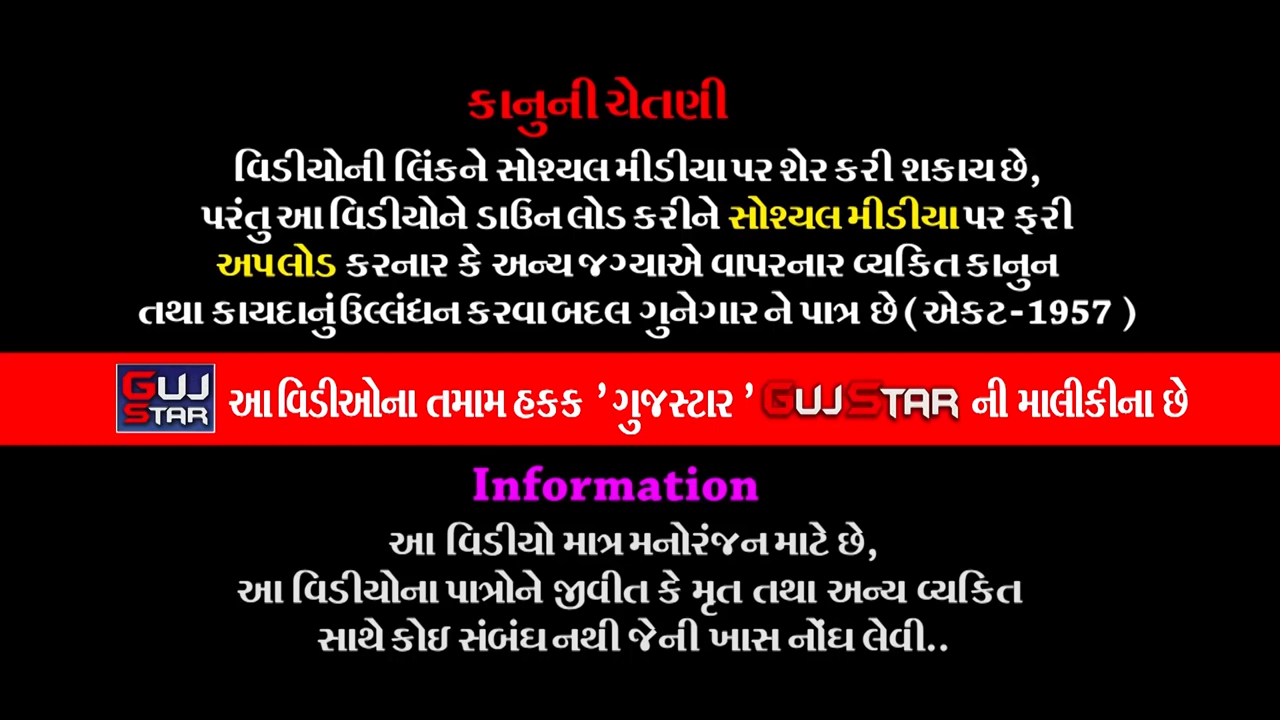 કાનુની ચેતણી
વિડીયોની લિંકને સોશ્યલ મીડીયા પર શેર કરી શકાય છે,
પરંતુ આ વિડીયોને ડાઉન લોડ કરીને સોશ્યલ મીડીયા પર ફરી
અપલોડ કરનાર કે અન્ય જગ્યાએ વાપરનાર વ્યકિત કાનુન
તથા કાયદાનું ઉલ્લંઘન કરવા બદલ ગુનેગાર ને પાત્ર છે ( એકટ - 1957 )
GUJ STAR આ વિડીઓના તમામ હકક ' ગુજસ્ટાર ' GUJ STAR ની માલીકીના છે
Information
આ વિડીયો માત્ર મનોરંજન માટે છે,
આ વિડીયોના પાત્રોને જીવીત કે મૃત તથા અન્ય વ્યકિત
સાથે કોઇ સંબંઘ નથી જેની ખાસ નોંઘ લેવી..